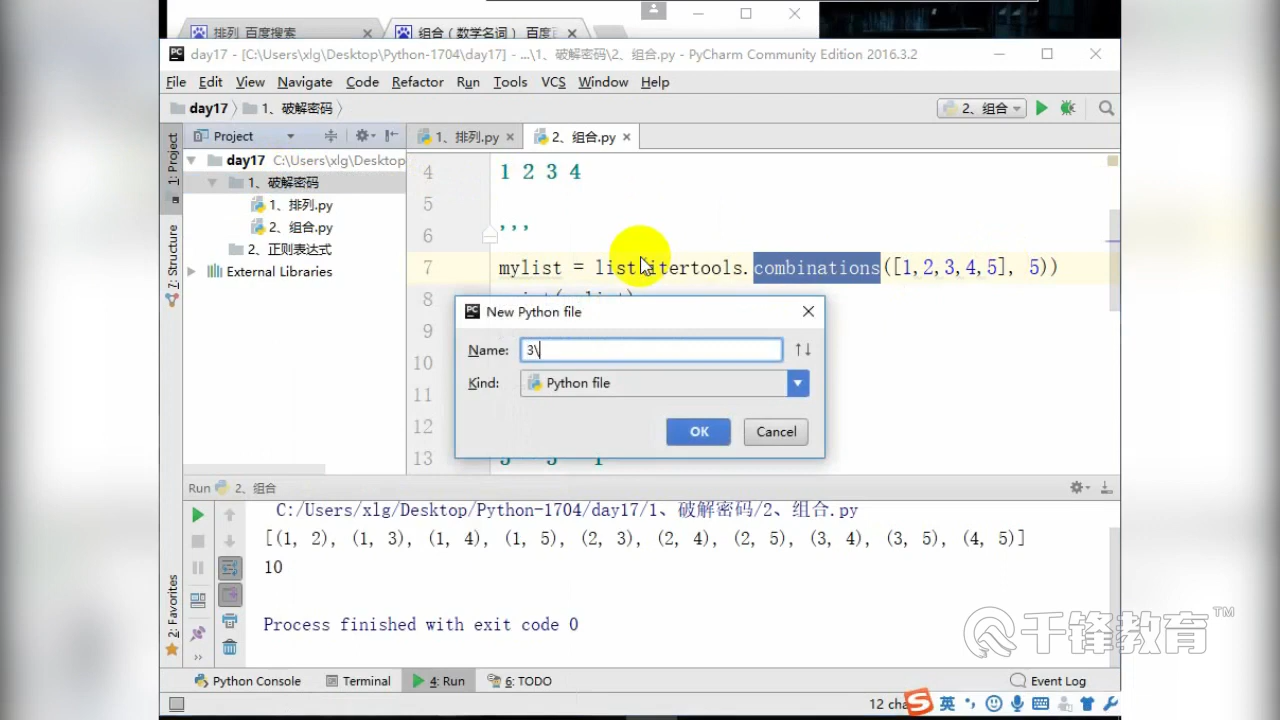 排列_百度搜索
组合（数学名词）_百度
day17 - [C:\Users\xlg\Desktop\Python-1704\day17] - ...\1、破解密码\2、组合.py - PyCharm Community Edition 2016.3.2
File Edit View Navigate Code Refactor Run Tools VCS Window Help
day17 1、破解密码
2、组合
Project
1、排列.py
2、组合.py
1: Project
7: Structure
2: Favorites
day17 C:\Users\xlg\Desktop
1、破解密码
1、排列.py
2、组合.py
2、正则表达式
External Libraries
4 1 2 3 4
5
6 '''
7 mylist = list(itertools.combinations([1,2,3,4,5], 5))
8
9
10
11
12
13
New Python file
Name: 3\
Kind: Python file
OK Cancel
Run 2、组合
C:/Users/xlg/Desktop/Python-1704/day17/1、破解密码/2、组合.py
[(1, 2), (1, 3), (1, 4), (1, 5), (2, 3), (2, 4), (2, 5), (3, 4), (3, 5), (4, 5)]
10
Process finished with exit code 0
千锋教育™
Python Console Terminal 4: Run 6: TODO Event Log
12 cha
英